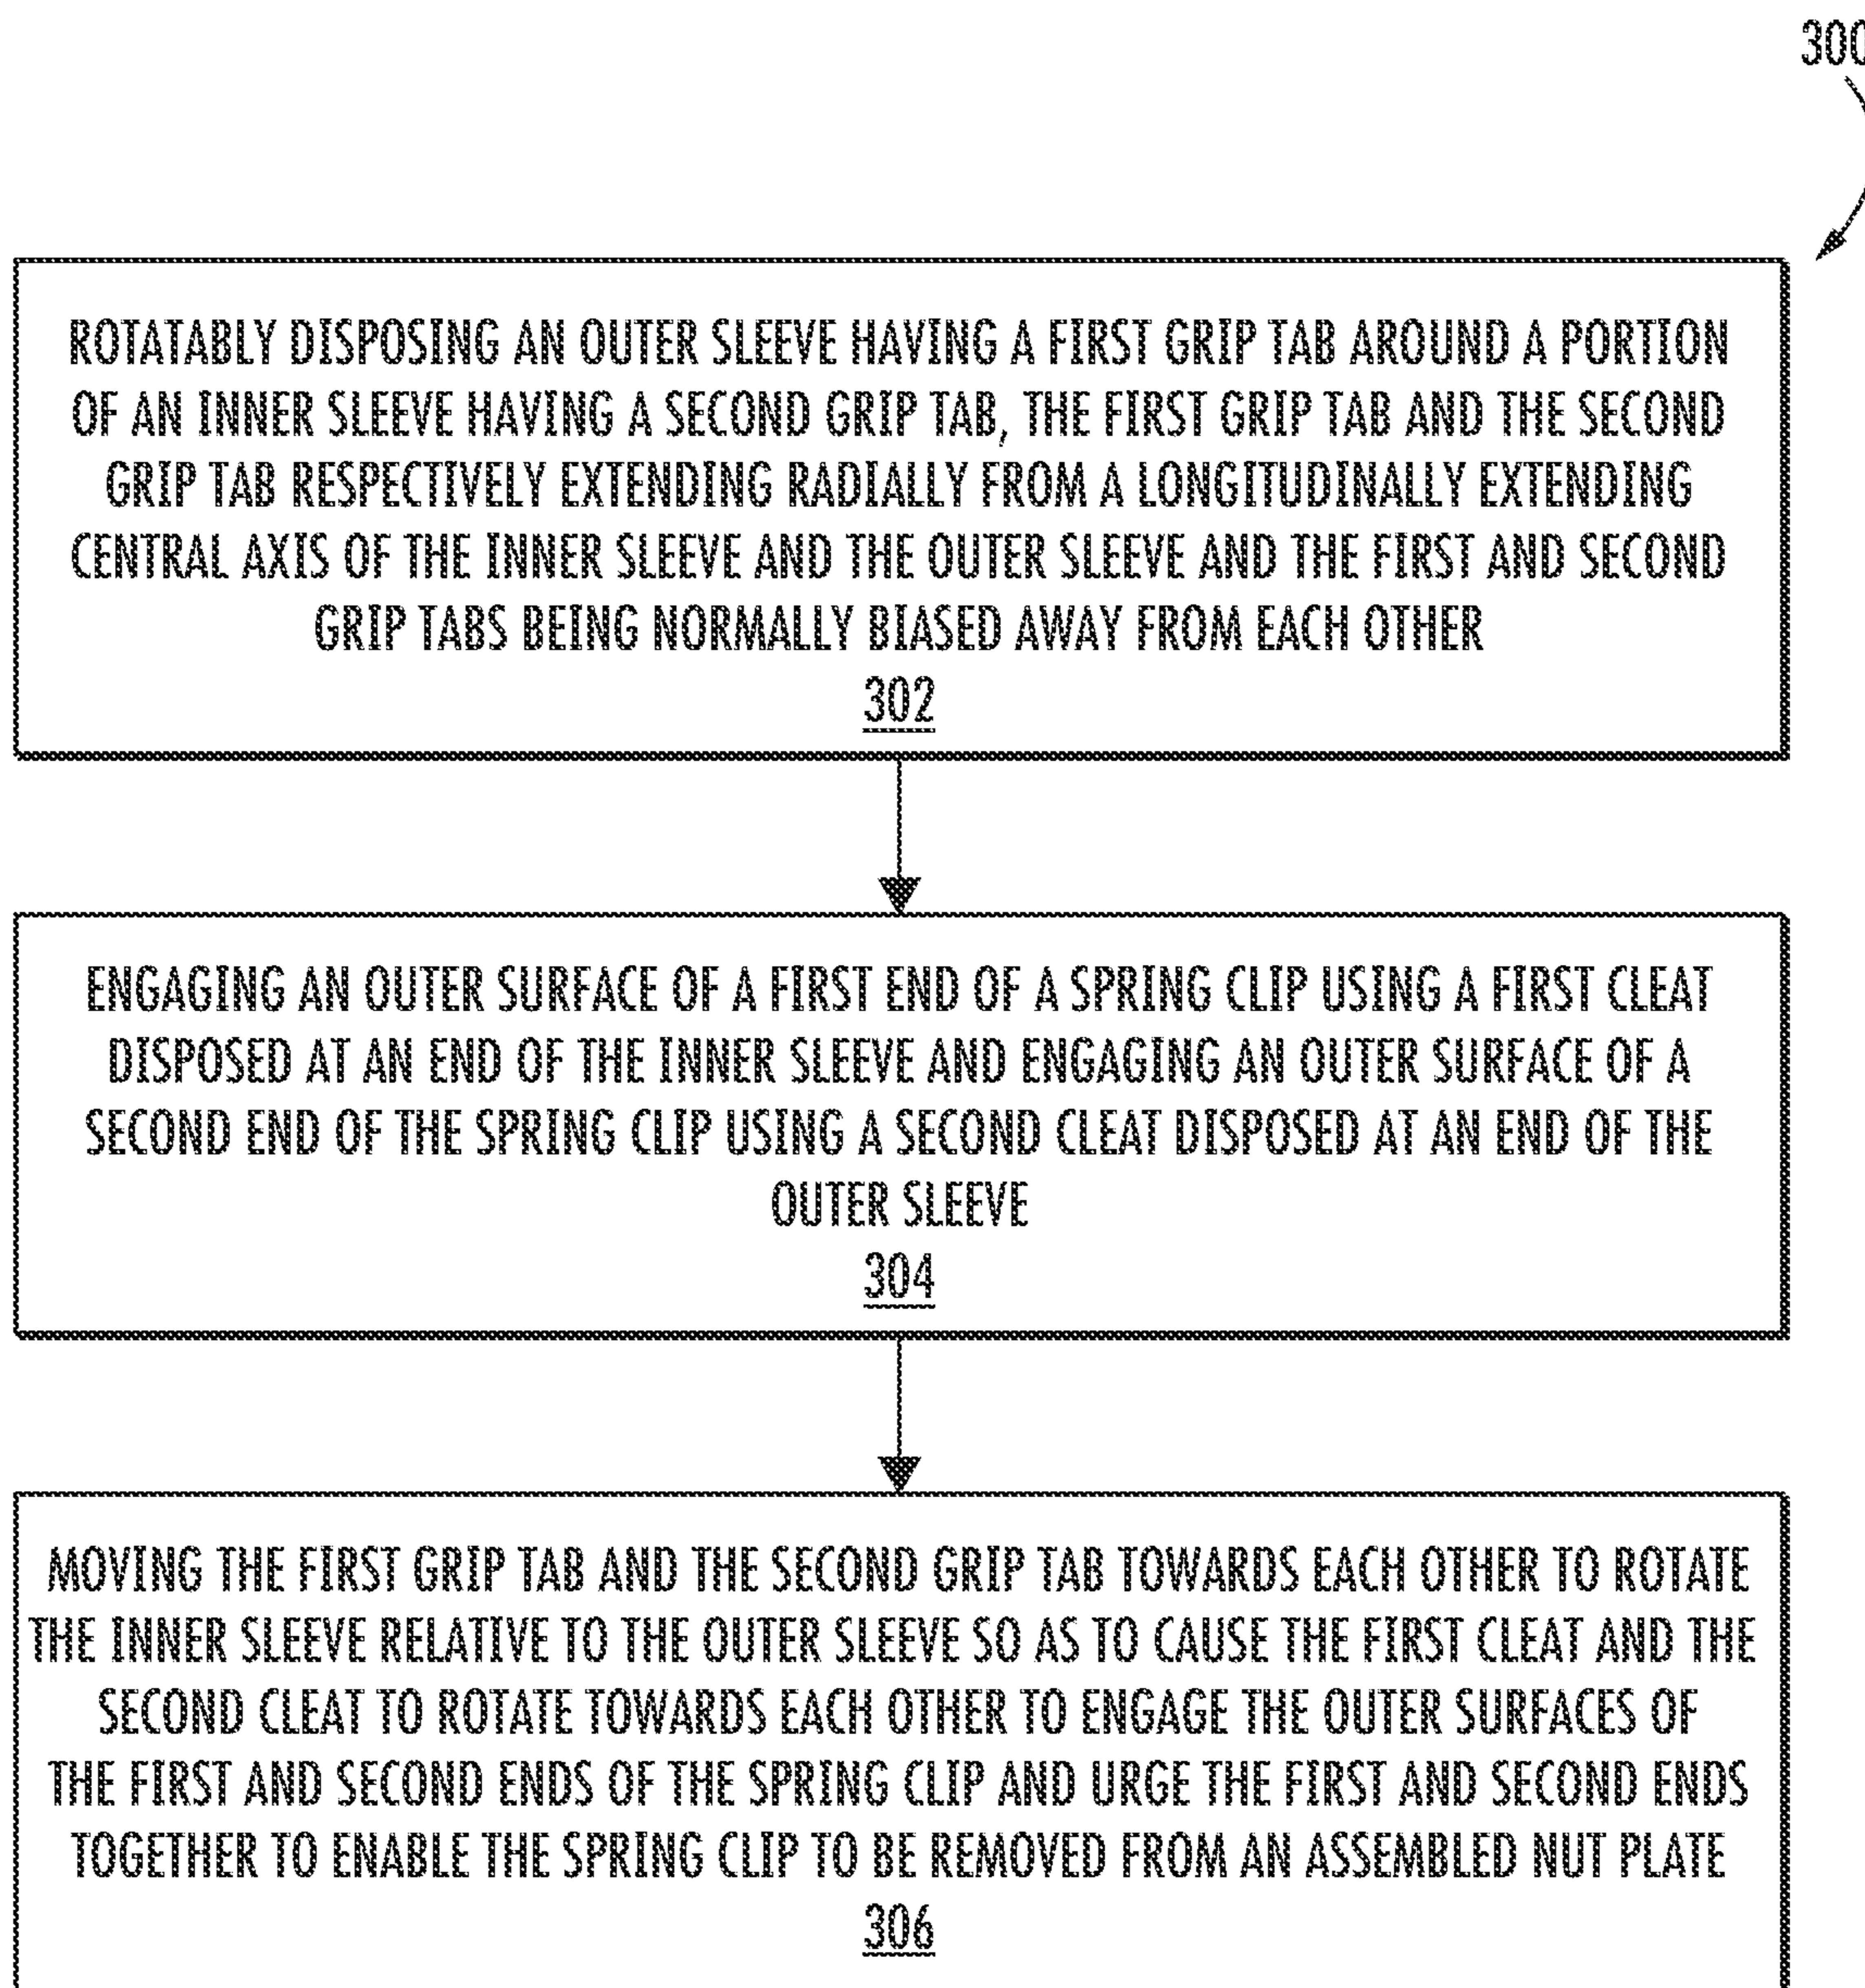 300
ROTATABLY DISPOSING AN OUTER SLEEVE HAVING A FIRST GRIP TAB AROUND A PORTION
OF AN INNER SLEEVE HAVING A SECOND GRIP TAB, THE FIRST GRIP TAB AND THE SECOND
GRIP TAB RESPECTIVELY EXTENDING RADIALLY FROM A LONGITUDINALLY EXTENDING
CENTRAL AXIS OF THE INNER SLEEVE AND THE OUTER SLEEVE AND THE FIRST AND SECOND
GRIP TABS BEING NORMALLY BIASED AWAY FROM EACH OTHER
302
ENGAGING AN OUTER SURFACE OF A FIRST END OF A SPRING CLIP USING A FIRST CLEAT
DISPOSED AT AN END OF THE INNER SLEEVE AND ENGAGING AN OUTER SURFACE OF A
SECOND END OF THE SPRING CLIP USING A SECOND CLEAT DISPOSED AT AN END OF THE
OUTER SLEEVE
304
MOVING THE FIRST GRIP TAB AND THE SECOND GRIP TAB TOWARDS EACH OTHER TO ROTATE
THE INNER SLEEVE RELATIVE TO THE OUTER SLEEVE SO AS TO CAUSE THE FIRST CLEAT AND THE
SECOND CLEAT TO ROTATE TOWARDS EACH OTHER TO ENGAGE THE OUTER SURFACES OF
THE FIRST AND SECOND ENDS OF THE SPRING CLIP AND URGE THE FIRST AND SECOND ENDS
TOGETHER TO ENABLE THE SPRING CLIP TO BE REMOVED FROM AN ASSEMBLED NUT PLATE
306